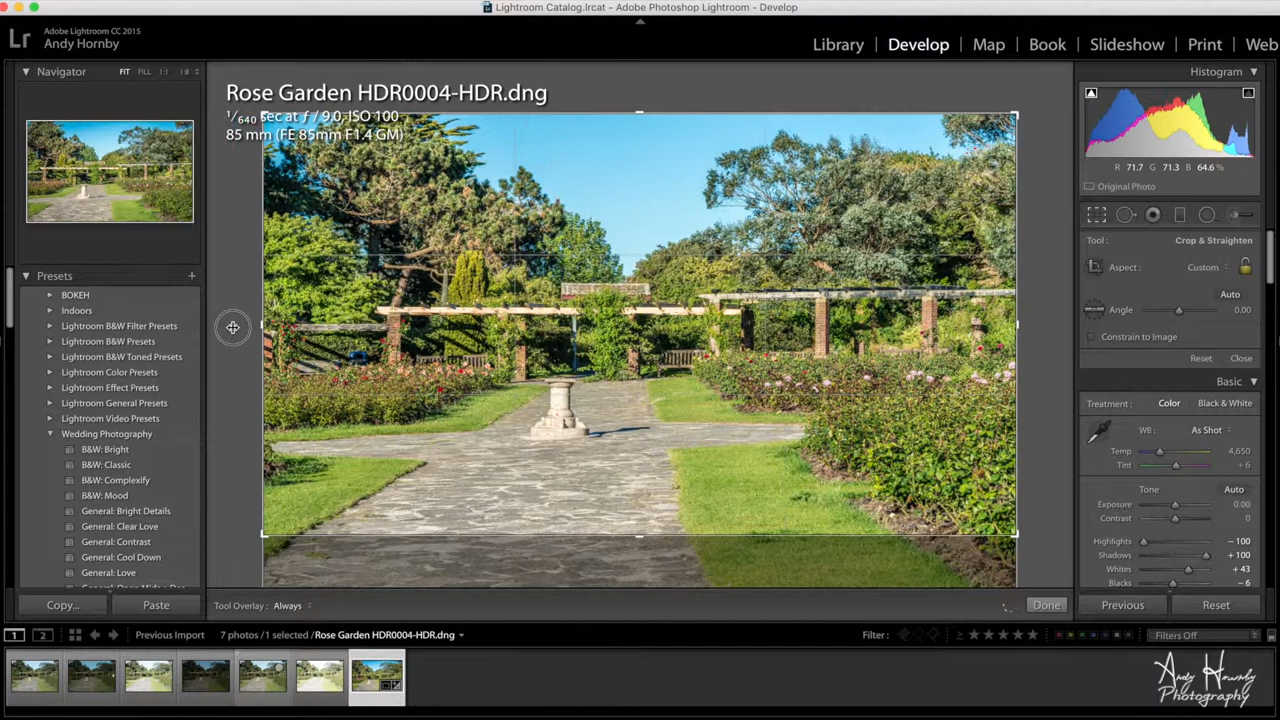 Lightroom Catalog.lrcat - Adobe Photoshop Lightroom - Develop
Lr
Adobe Lightroom CC 2015
Andy Hornby
Library
Develop
Map
Book
Slideshow
Print
Web
Navigator
FIT
FILL
1:1
1:8
Presets
BOKEH
Indoors
Lightroom B&W Filter Presets
Lightroom B&W Presets
Lightroom B&W Toned Presets
Lightroom Color Presets
Lightroom Effect Presets
Lightroom General Presets
Lightroom Video Presets
Wedding Photography
B&W: Bright
B&W: Classic
B&W: Complexify
B&W: Mood
General: Bright Details
General: Clear Love
General: Contrast
General: Cool Down
General: Love
Copy...
Paste
Rose Garden HDR0004-HDR.dng
1/640 sec at f / 9.0, ISO 100
85 mm (FE 85mm F1.4 GM)
Tool Overlay: Always
Done
Histogram
R 71.7 G 71.3 B 64.6 %
Original Photo
Tool: Crop & Straighten
Aspect: Custom
Auto
Angle 0.00
Constrain to Image
Reset
Close
Basic
Treatment: Color Black & White
WB: As Shot
Temp 4,650
Tint + 6
Tone Auto
Exposure 0.00
Contrast 0
Highlights − 100
Shadows + 100
Whites + 43
Blacks − 6
Previous
Reset
1
2
Previous Import
7 photos / 1 selected / Rose Garden HDR0004-HDR.dng
Filter:
Filters Off
Andy Hornby
Photography